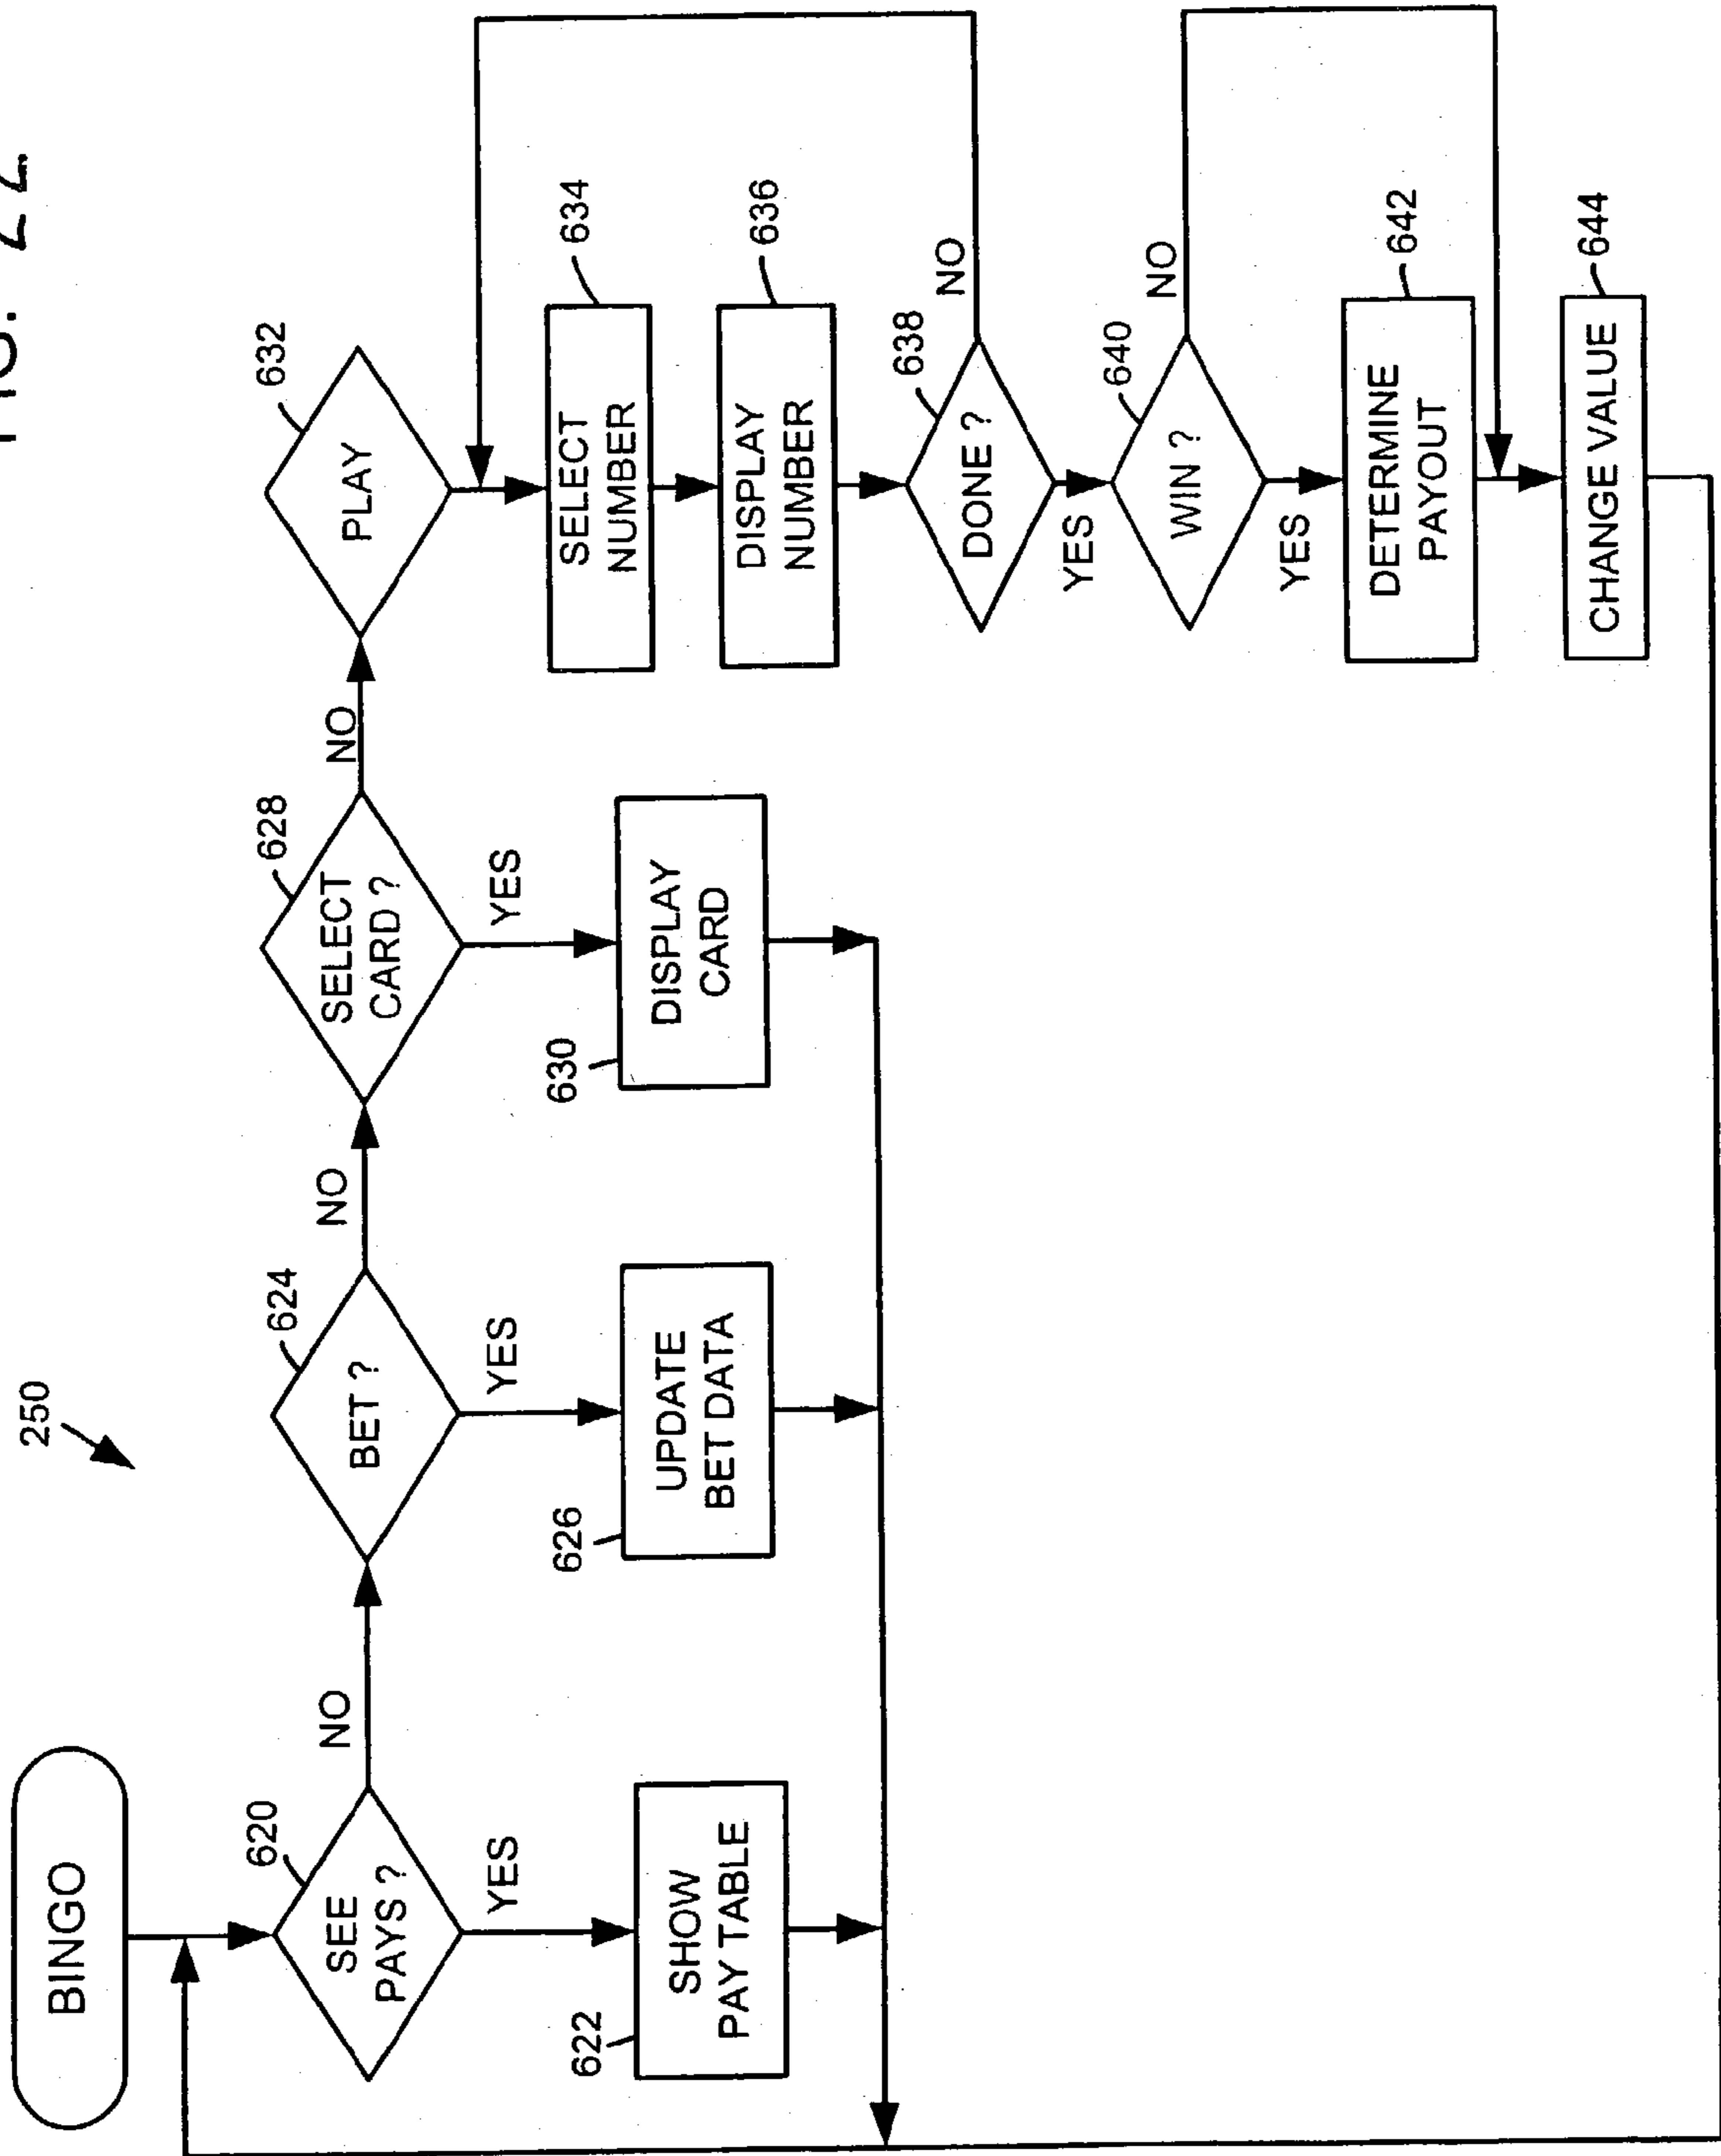 FIG. 22
250
BINGO
620
SEE
PAYS ?
NO
YES
622
SHOW
PAY TABLE
624
BET ?
NO
YES
626
UPDATE
BET DATA
628
SELECT
CARD ?
NO
YES
630
DISPLAY
CARD
632
PLAY
634
SELECT
NUMBER
636
DISPLAY
NUMBER
638
DONE ?
NO
YES
640
WIN ?
NO
YES
642
DETERMINE
PAYOUT
644
CHANGE VALUE